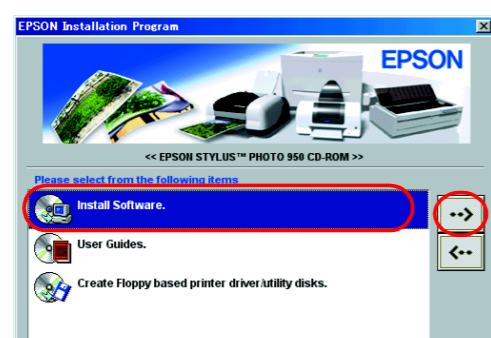 EPSON Installation Program
EPSON
<< EPSON STYLUS™ PHOTO 950 CD-ROM >>
Please select from the following items
Install Software.
User Guides.
Create Floppy based printer driver/utility disks.